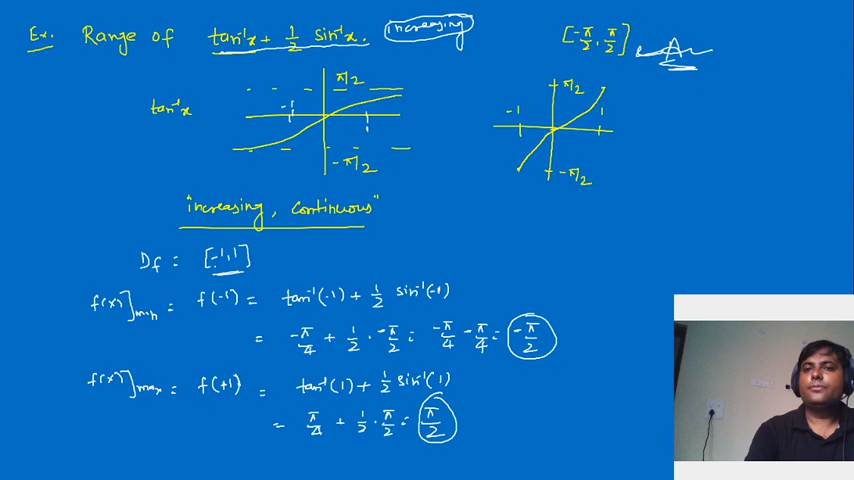 Ex. Range of tan⁻¹x + 1/2 sin⁻¹x. increasing [-π/2, π/2] A
π/2 π/2
tan⁻¹x -1 -1 1
-π/2 -π/2
"increasing, continuous"
Df = [-1,1]
f(x)]min = f(-1) = tan⁻¹(-1) + 1/2 sin⁻¹(-1)
= -π/4 + 1/2 · -π/2 = -π/4 - π/4 = -π/2
f(x)]max = f(+1) = tan⁻¹(1) + 1/2 sin⁻¹(1)
= π/4 + 1/2 · π/2 = π/2